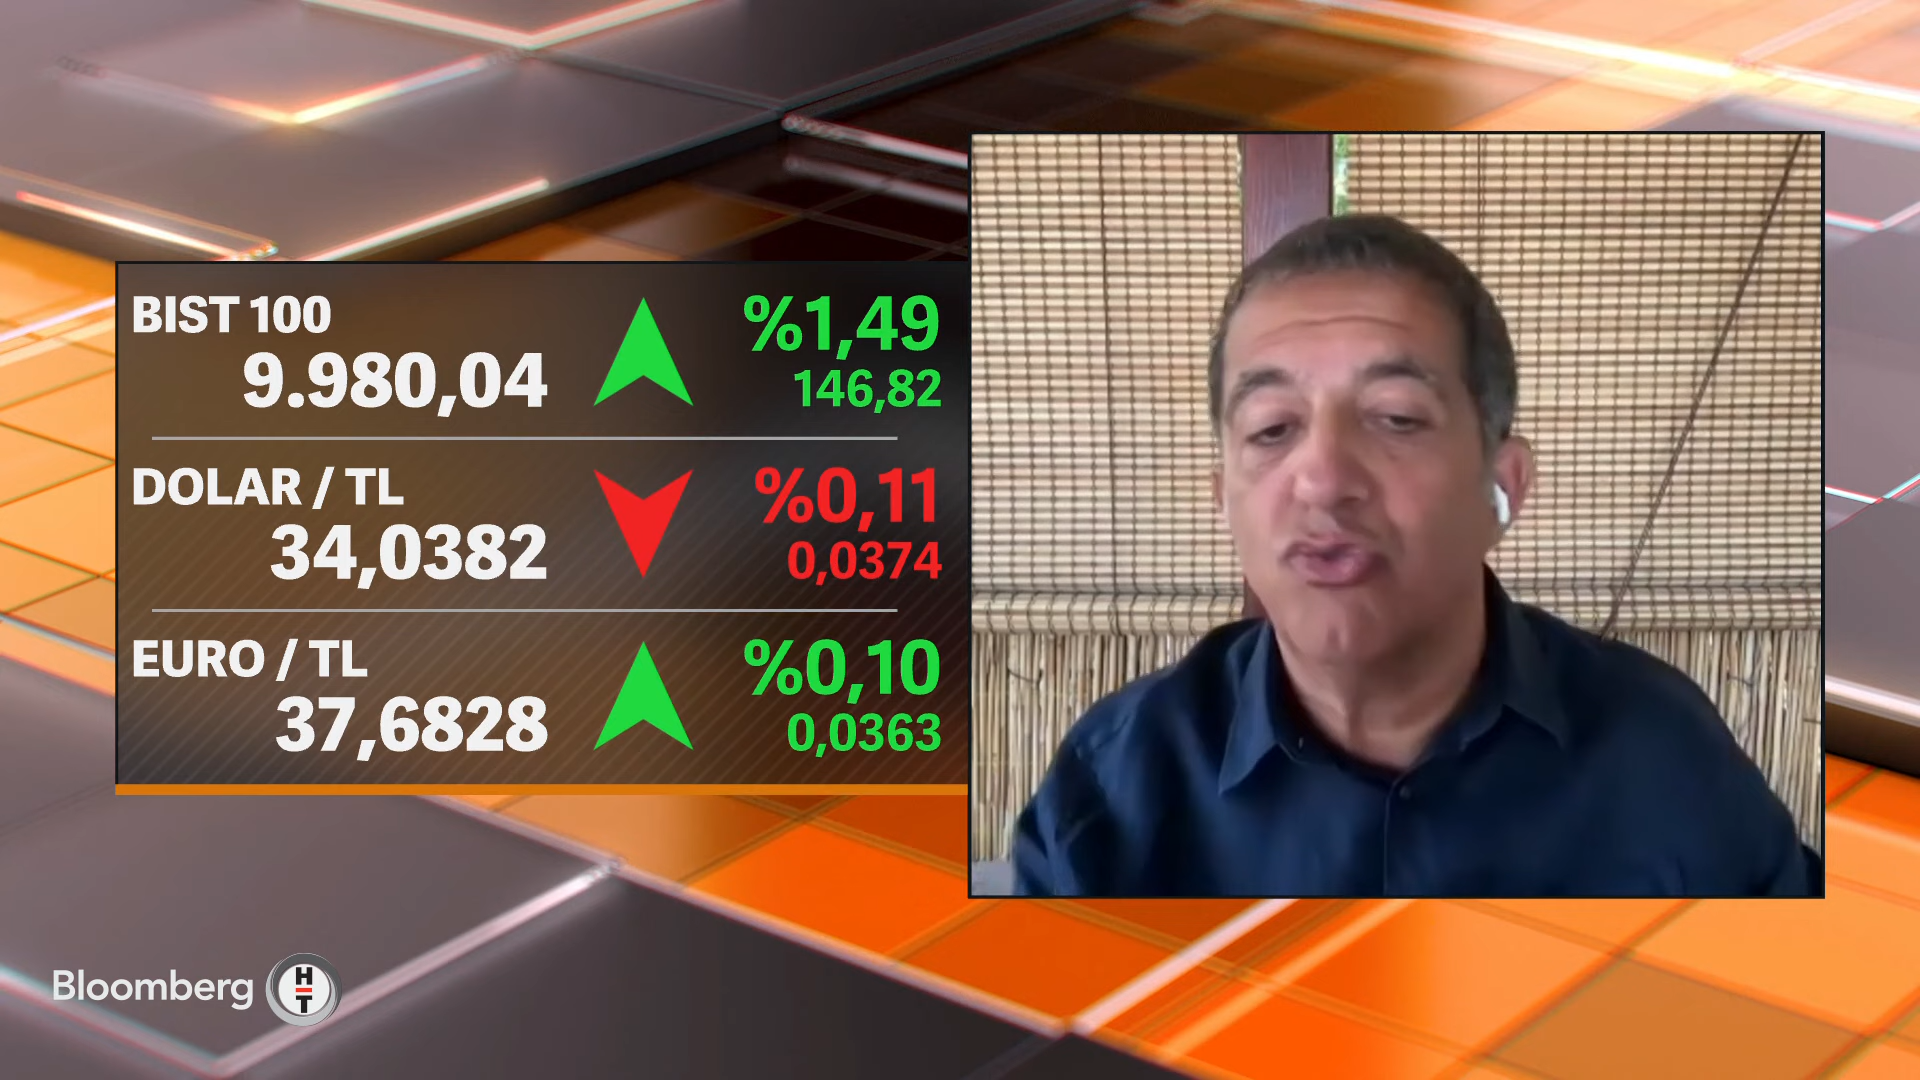 BIST 100
9.980,04
%1,49
146,82
DOLAR / TL
34,0382
%0,11
0,0374
EURO / TL
37,6828
%0,10
0,0363
Bloomberg HT